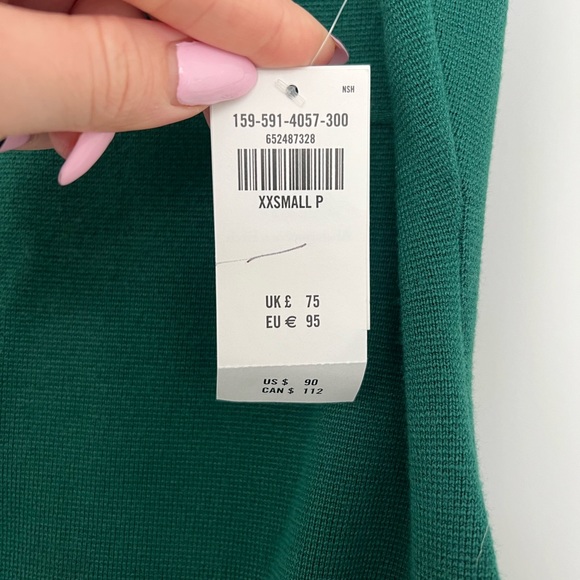 NSH
159-591-4057-300
652487328
XXSMALL P
UK £ 75
EU € 95
US $ 90
CAN $ 112